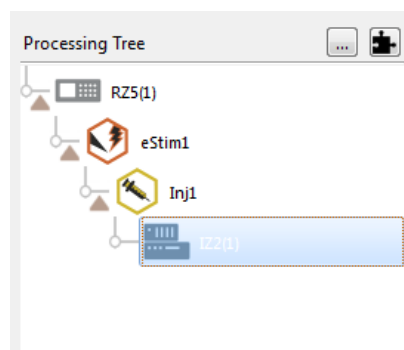 Processing Tree ...
RZ5(1)
eStim1
Inj1
IZ2(1)